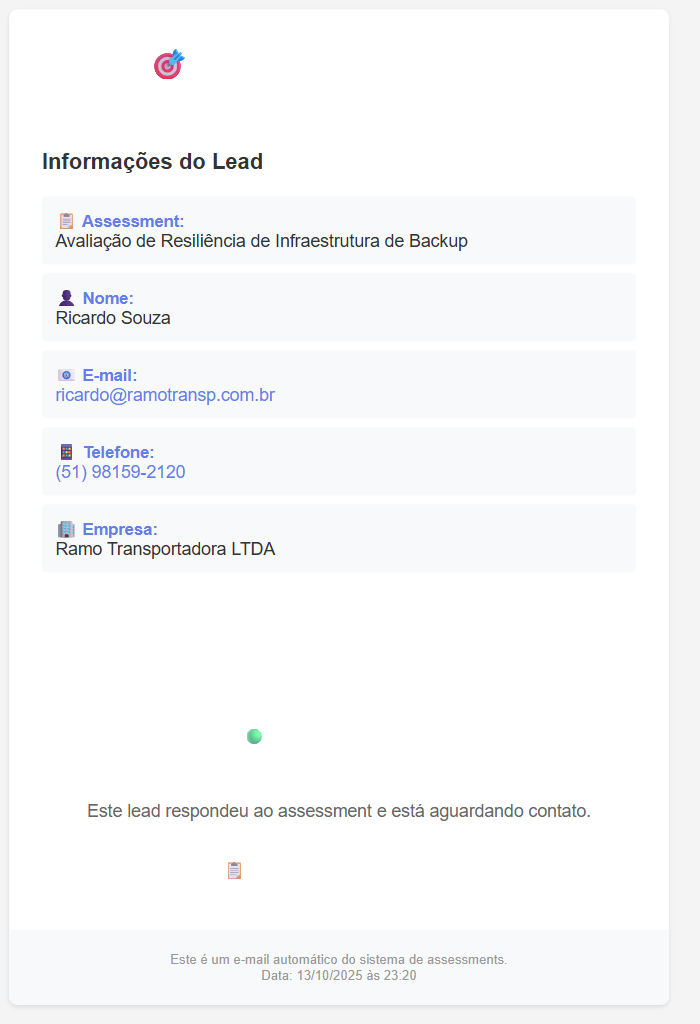 Informações do Lead
Assessment:
Avaliação de Resiliência de Infraestrutura de Backup
Nome:
Ricardo Souza
E-mail:
ricardo@ramotransp.com.br
Telefone:
(51) 98159-2120
Empresa:
Ramo Transportadora LTDA
Este lead respondeu ao assessment e está aguardando contato.
Este é um e-mail automático do sistema de assessments.
Data: 13/10/2025 às 23:20